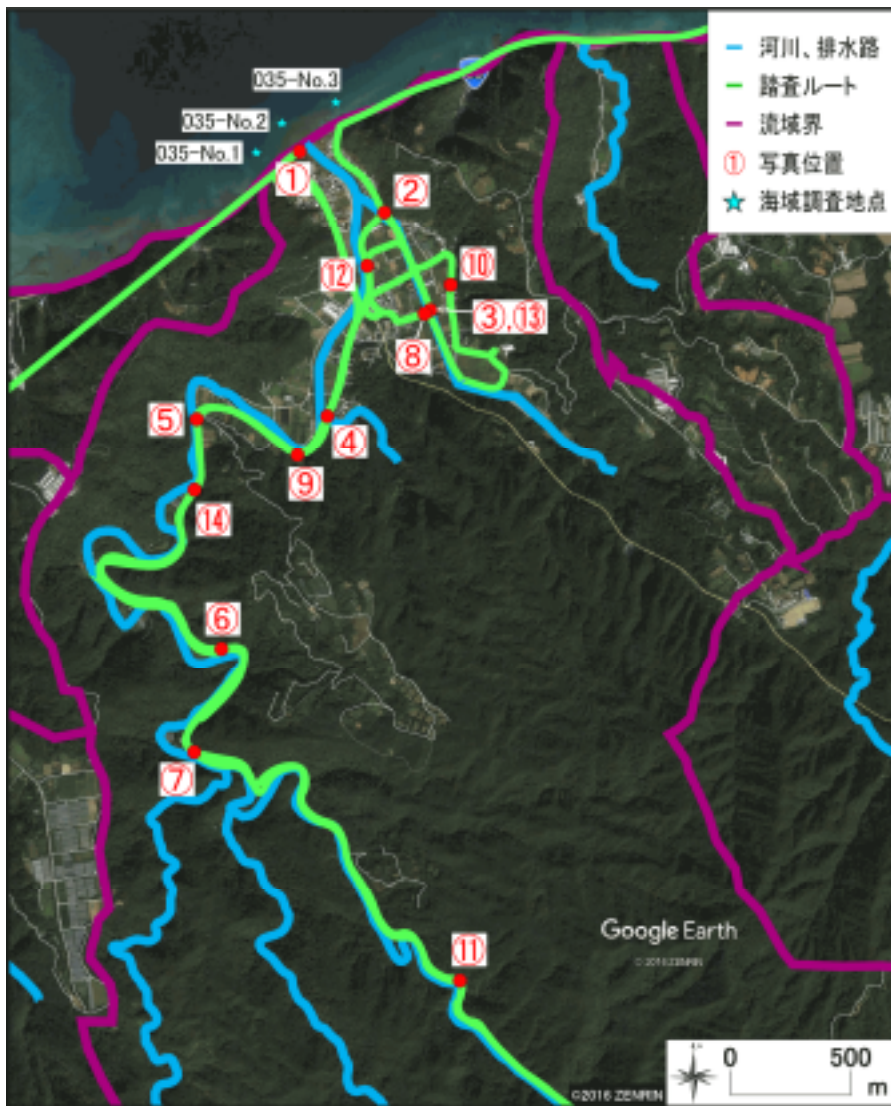 河川、排水路
踏査ルート
流域界
① 写真位置
海域調査地点
035-No.3
035-No.2
035-No.1
①
②
⑫
⑩
③,⑬
⑧
⑤
④
⑨
⑭
⑥
⑦
⑪
Google Earth
©2016 ZENRIN
0 500
m
©2016 ZENRIN